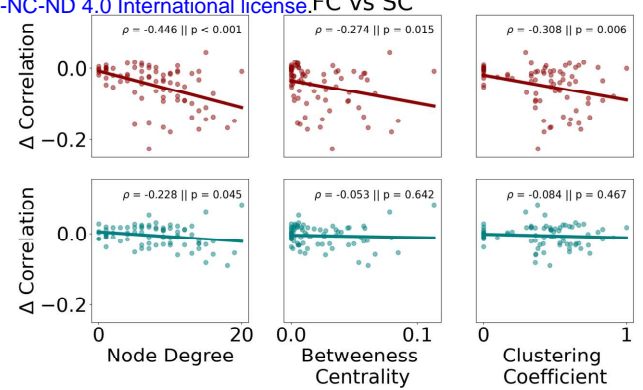 -NC-ND 4.0 International license.
FC vs SC
ρ = -0.446 || p < 0.001
ρ = -0.274 || p = 0.015
ρ = -0.308 || p = 0.006
0.0
−0.2
Δ Correlation
ρ = -0.228 || p = 0.045
ρ = -0.053 || p = 0.642
ρ = -0.084 || p = 0.467
0.0
−0.2
Δ Correlation
0 20
0.0 0.1
0 1
Node Degree
Betweeness
Centrality
Clustering
Coefficient